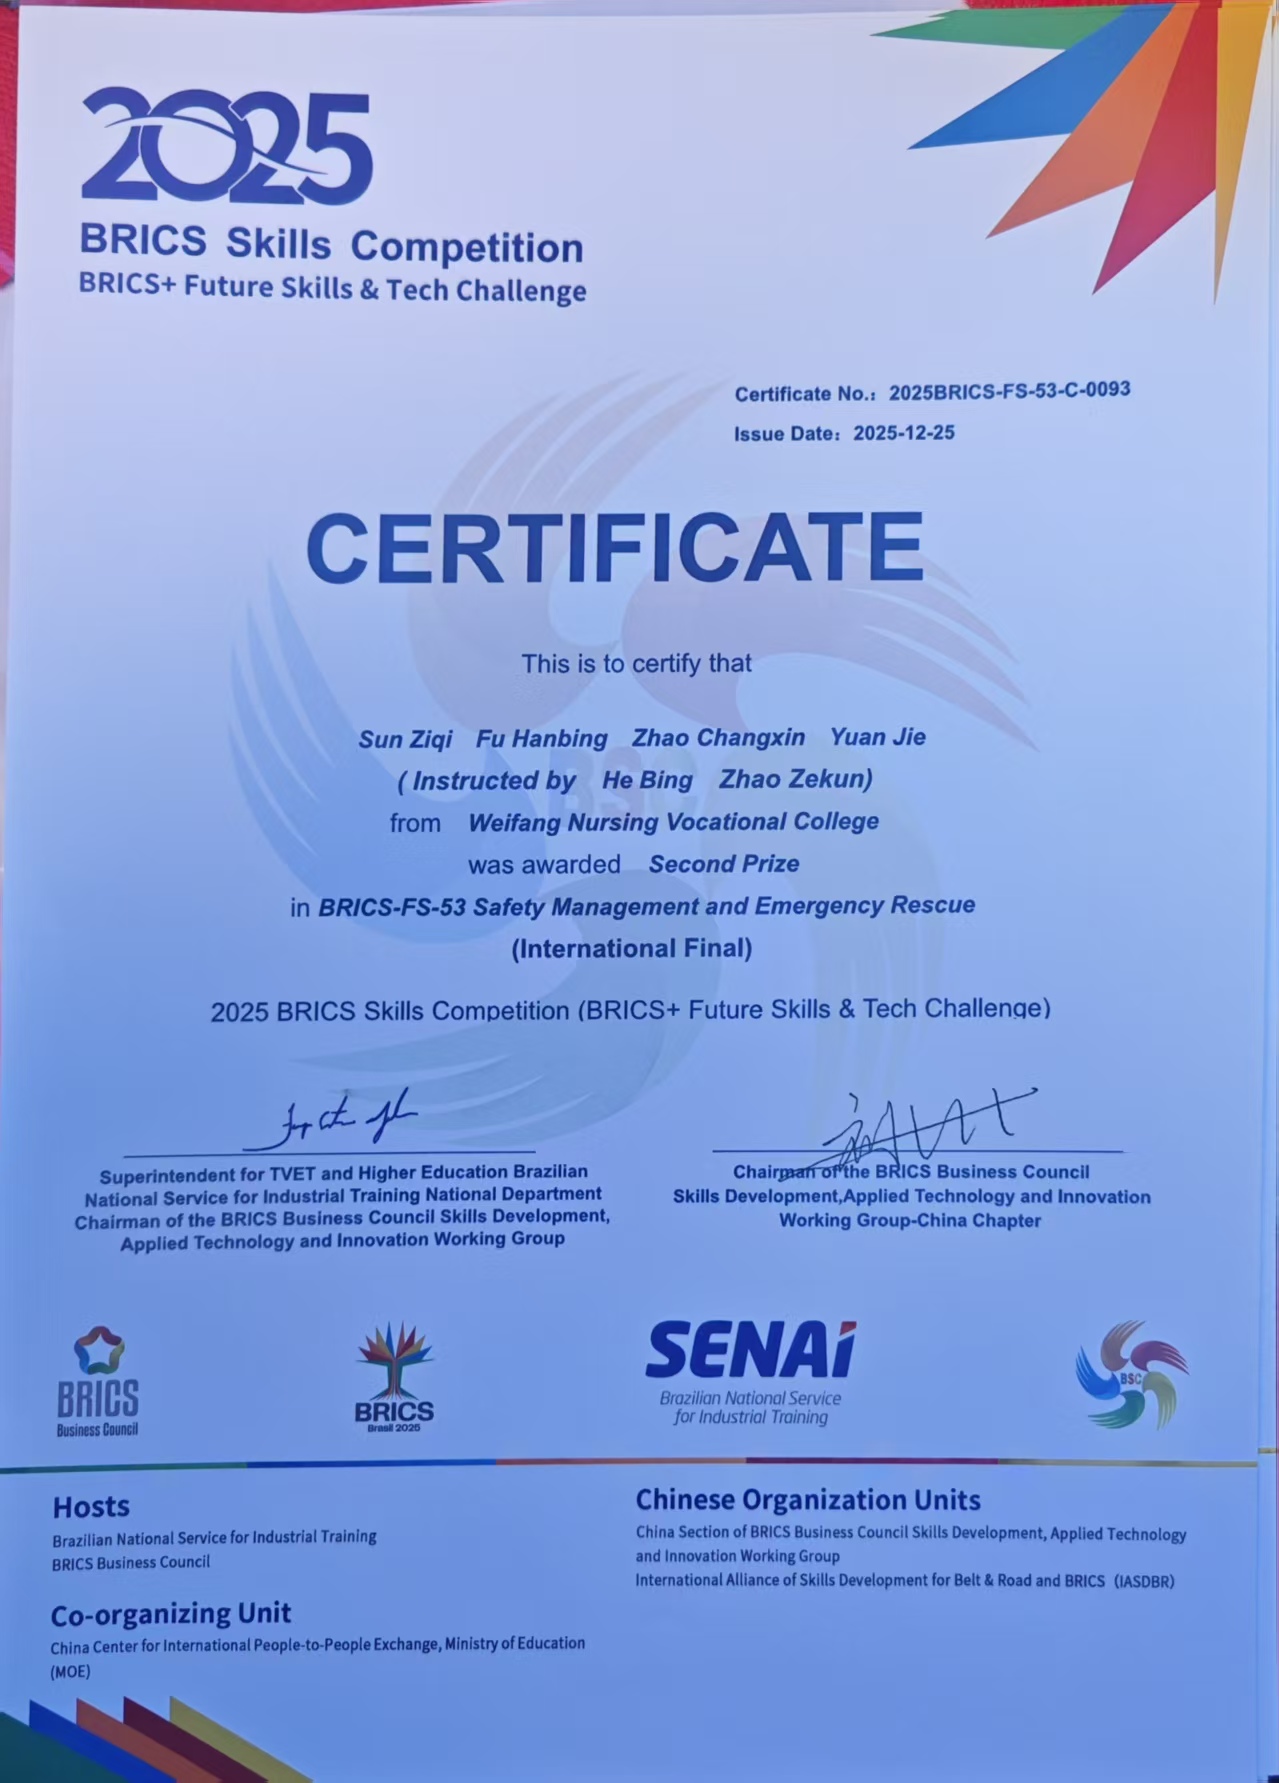 2025
BRICS Skills Competition
BRICS+ Future Skills & Tech Challenge
Certificate No.: 2025BRICS-FS-53-C-0093
Issue Date: 2025-12-25
CERTIFICATE
This is to certify that
Sun Ziqi Fu Hanbing Zhao Changxin Yuan Jie
( Instructed by He Bing Zhao Zekun)
from Weifang Nursing Vocational College
was awarded Second Prize
in BRICS-FS-53 Safety Management and Emergency Rescue
(International Final)
2025 BRICS Skills Competition (BRICS+ Future Skills & Tech Challenge)
Superintendent for TVET and Higher Education Brazilian
National Service for Industrial Training National Department
Chairman of the BRICS Business Council Skills Development,
Applied Technology and Innovation Working Group
Chairman of the BRICS Business Council
Skills Development,Applied Technology and Innovation
Working Group-China Chapter
BRICS
Business Council
BRICS
Brasil 2025
SENAI
Brazilian National Service
for Industrial Training
BSC
Hosts
Brazilian National Service for Industrial Training
BRICS Business Council
Co-organizing Unit
China Center for International People-to-People Exchange, Ministry of Education
(MOE)
Chinese Organization Units
China Section of BRICS Business Council Skills Development, Applied Technology
and Innovation Working Group
International Alliance of Skills Development for Belt & Road and BRICS (IASDBR)